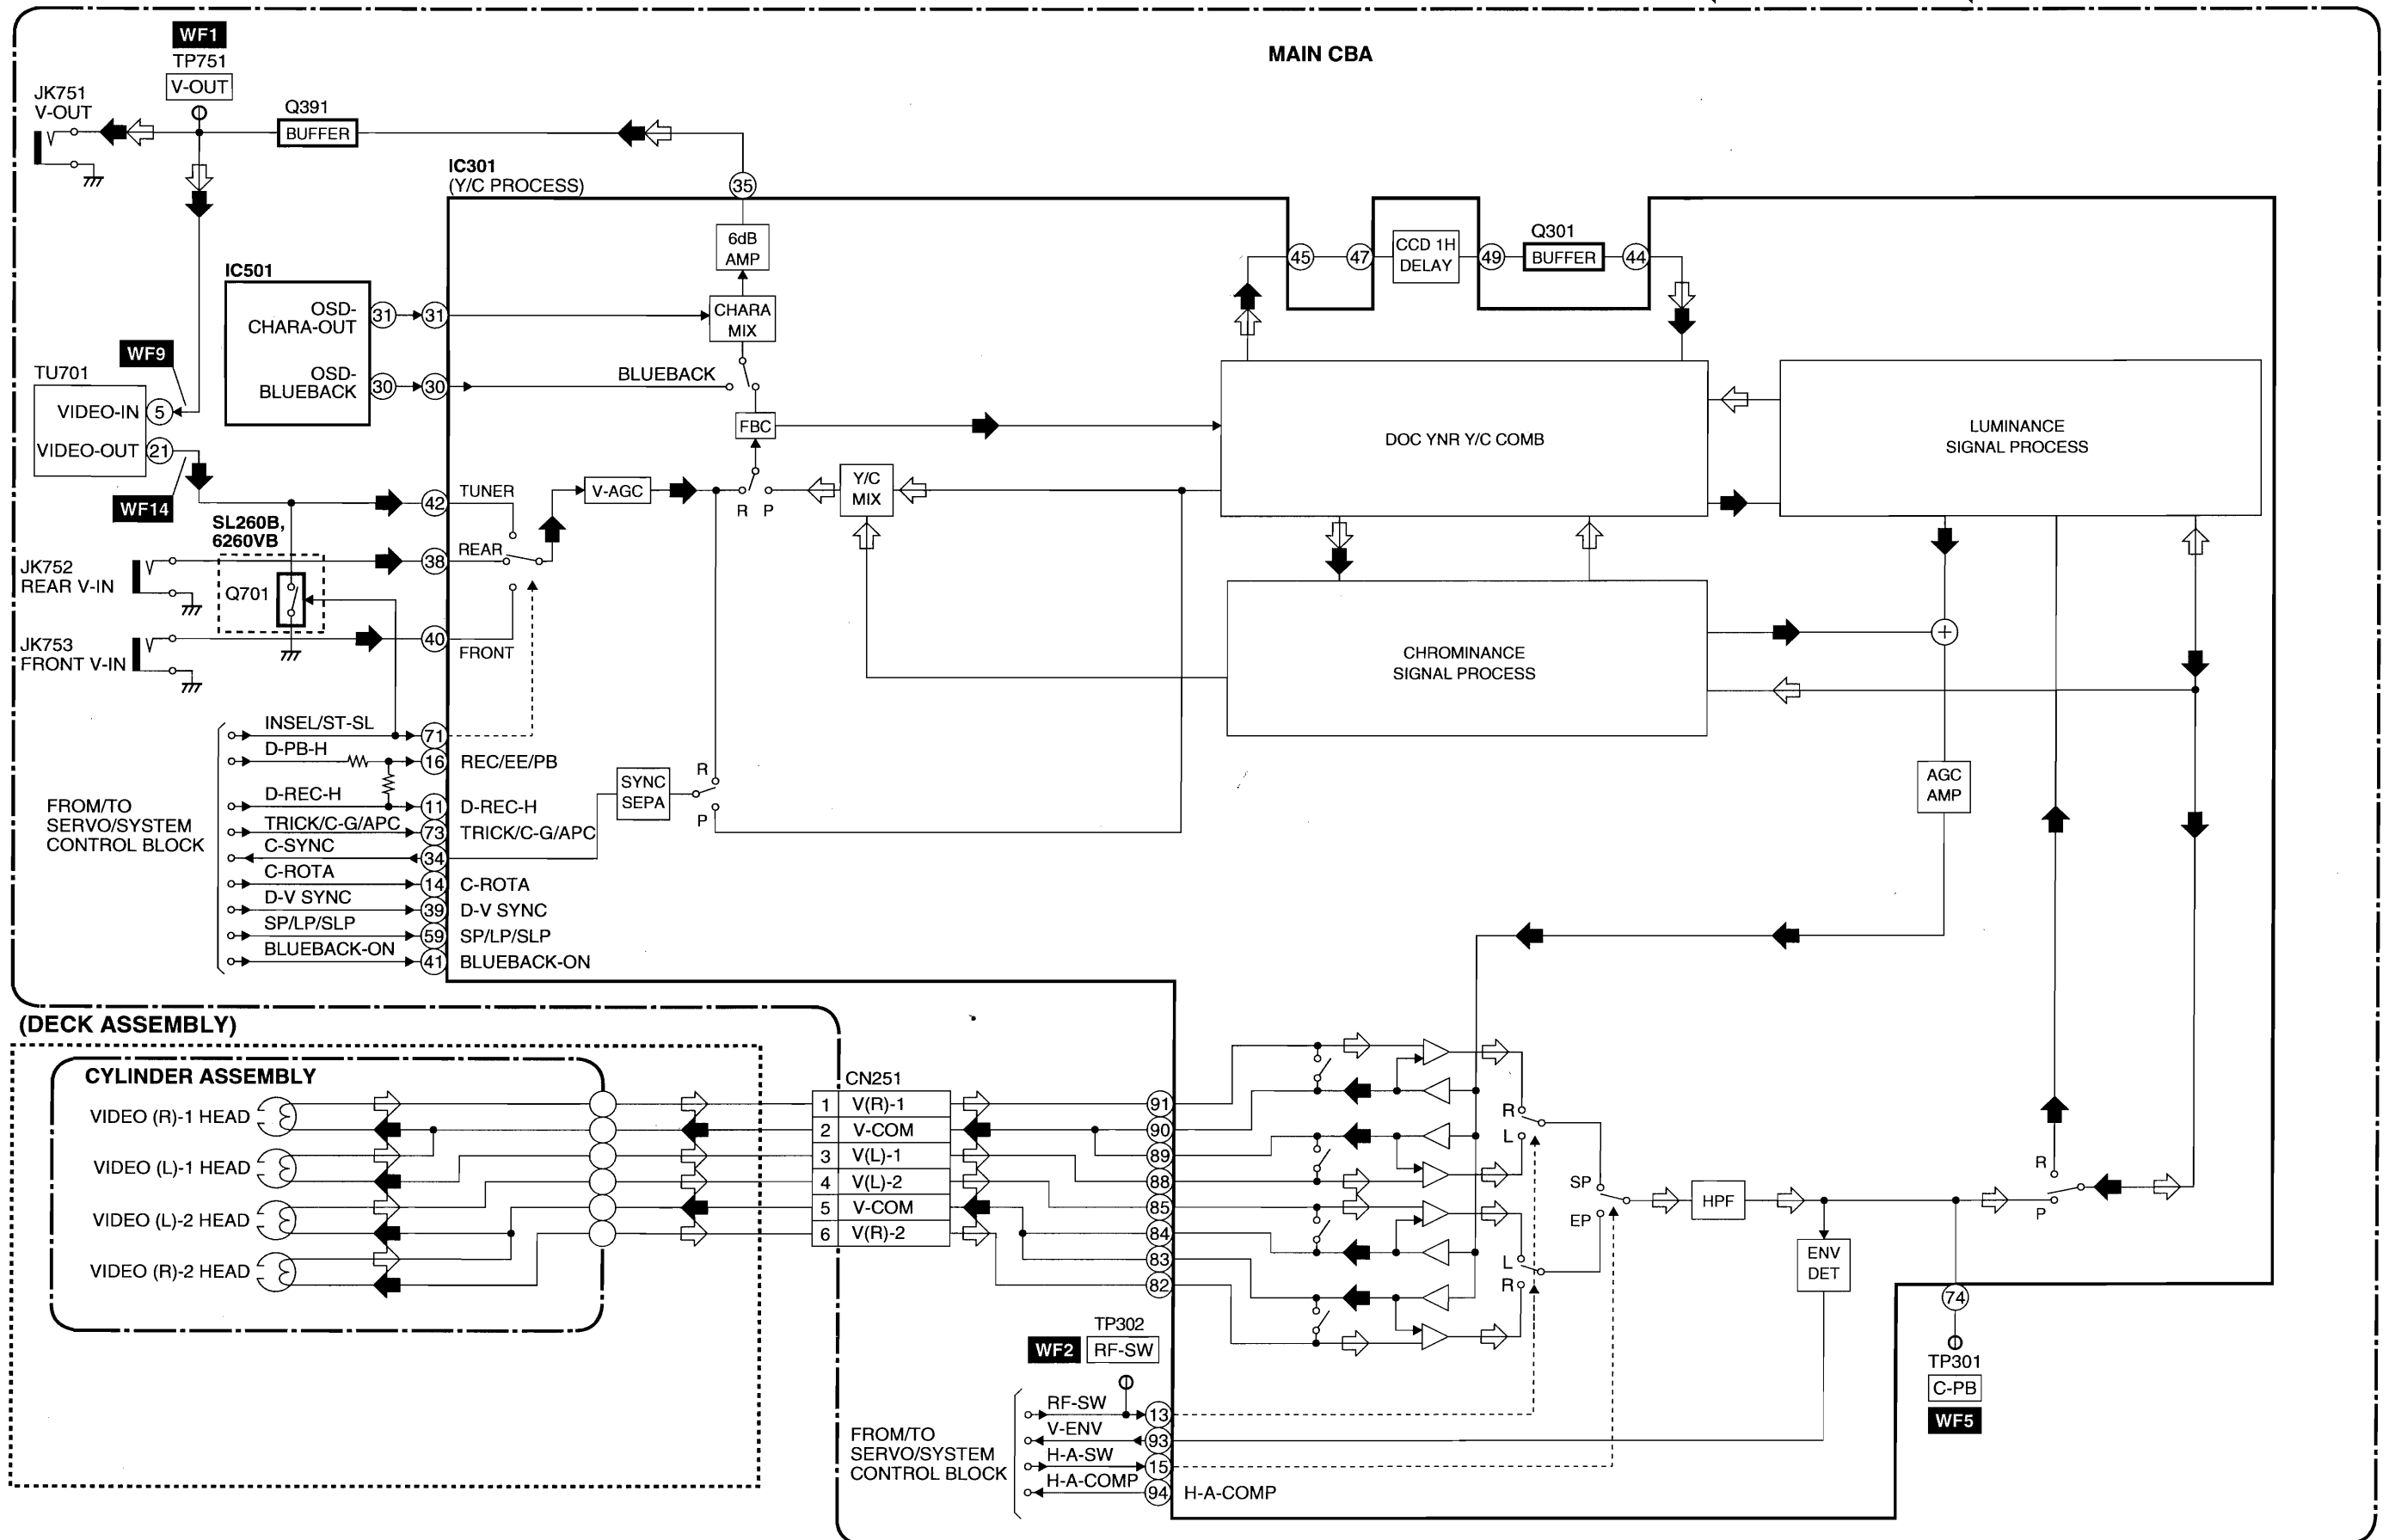 MAIN CBA
WF1
TP751
V-OUT
JK751
V-OUT
Q391
BUFFER
IC301
(Y/C PROCESS)
35
6dB
AMP
CHARA
MIX
IC501
OSD-
CHARA-OUT
31
31
OSD-
BLUEBACK
30
30
BLUEBACK
FBC
45
47
CCD 1H
DELAY
49
Q301
BUFFER
44
WF9
TU701
VIDEO-IN
5
VIDEO-OUT
21
WF14
DOC YNR Y/C COMB
LUMINANCE
SIGNAL PROCESS
42
TUNER
V-AGC
R
P
Y/C
MIX
SL260B,
6260VB
Q701
JK752
REAR V-IN
38
REAR
JK753
FRONT V-IN
40
FRONT
CHROMINANCE
SIGNAL PROCESS
+
AGC
AMP
FROM/TO
SERVO/SYSTEM
CONTROL BLOCK
INSEL/ST-SL
71
D-PB-H
16
REC/EE/PB
D-REC-H
11
D-REC-H
TRICK/C-G/APC
73
TRICK/C-G/APC
C-SYNC
34
C-ROTA
14
C-ROTA
D-V SYNC
39
D-V SYNC
SP/LP/SLP
59
SP/LP/SLP
BLUEBACK-ON
41
BLUEBACK-ON
SYNC
SEPA
R
P
(DECK ASSEMBLY)
CYLINDER ASSEMBLY
VIDEO (R)-1 HEAD
VIDEO (L)-1 HEAD
VIDEO (L)-2 HEAD
VIDEO (R)-2 HEAD
CN251
1 V(R)-1
2 V-COM
3 V(L)-1
4 V(L)-2
5 V-COM
6 V(R)-2
91
90
89
88
85
84
83
82
R
L
L
R
SP
EP
HPF
ENV
DET
R
P
74
TP301
C-PB
WF5
TP302
WF2
RF-SW
FROM/TO
SERVO/SYSTEM
CONTROL BLOCK
RF-SW
13
V-ENV
93
H-A-SW
15
H-A-COMP
94
H-A-COMP